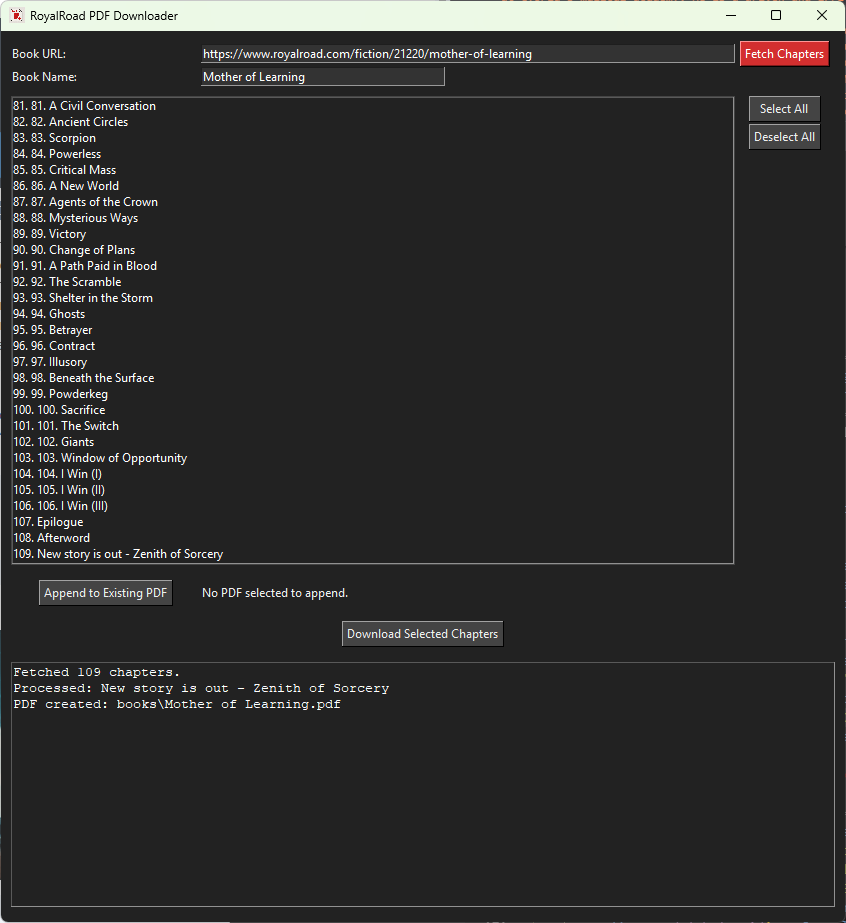 RoyalRoad PDF Downloader
Book URL: https://www.royalroad.com/fiction/21220/mother-of-learning Fetch Chapters
Book Name: Mother of Learning
Select All
Deselect All
81. 81. A Civil Conversation
82. 82. Ancient Circles
83. 83. Scorpion
84. 84. Powerless
85. 85. Critical Mass
86. 86. A New World
87. 87. Agents of the Crown
88. 88. Mysterious Ways
89. 89. Victory
90. 90. Change of Plans
91. 91. A Path Paid in Blood
92. 92. The Scramble
93. 93. Shelter in the Storm
94. 94. Ghosts
95. 95. Betrayer
96. 96. Contract
97. 97. Illusory
98. 98. Beneath the Surface
99. 99. Powderkeg
100. 100. Sacrifice
101. 101. The Switch
102. 102. Giants
103. 103. Window of Opportunity
104. 104. I Win (I)
105. 105. I Win (II)
106. 106. I Win (III)
107. Epilogue
108. Afterword
109. New story is out - Zenith of Sorcery
Append to Existing PDF No PDF selected to append.
Download Selected Chapters
Fetched 109 chapters.
Processed: New story is out - Zenith of Sorcery
PDF created: books\Mother of Learning.pdf